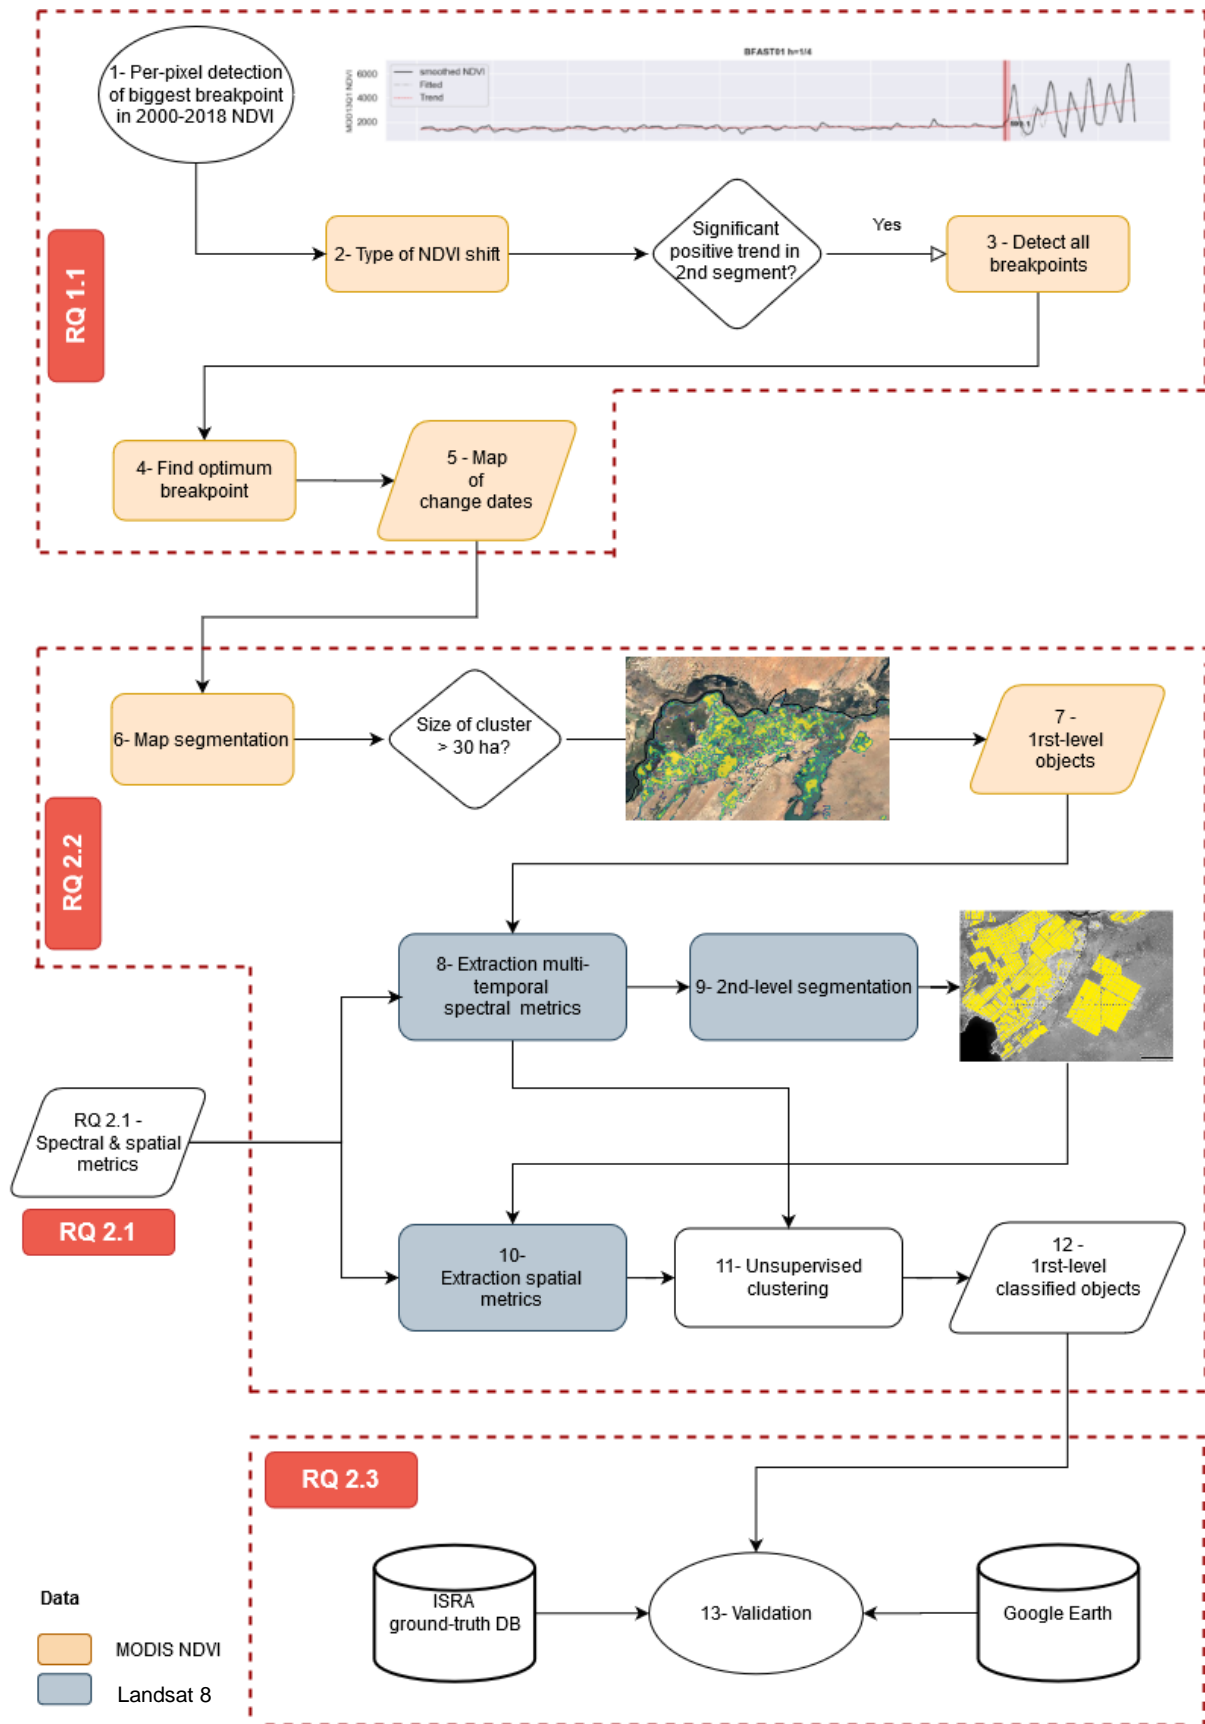 1- Per-pixel detection
of biggest breakpoint
in 2000-2018 NDVI
BFAST01 h=1/4
MOD13Q1 NDVI
6000
4000
2000
smoothed NDVI
Fitted
Trend
RQ 1.1
2- Type of NDVI shift
Significant
positive trend in
2nd segment?
Yes
3 - Detect all
breakpoints
4- Find optimum
breakpoint
5 - Map
of
change dates
RQ 2.2
6- Map segmentation
Size of cluster
> 30 ha?
7 -
1rst-level
objects
8- Extraction multi-
temporal
spectral metrics
9- 2nd-level segmentation
RQ 2.1 -
Spectral & spatial
metrics
RQ 2.1
10-
Extraction spatial
metrics
11- Unsupervised
clustering
12 -
1rst-level
classified objects
RQ 2.3
ISRA
ground-truth DB
13- Validation
Google Earth
Data
MODIS NDVI
Landsat 8